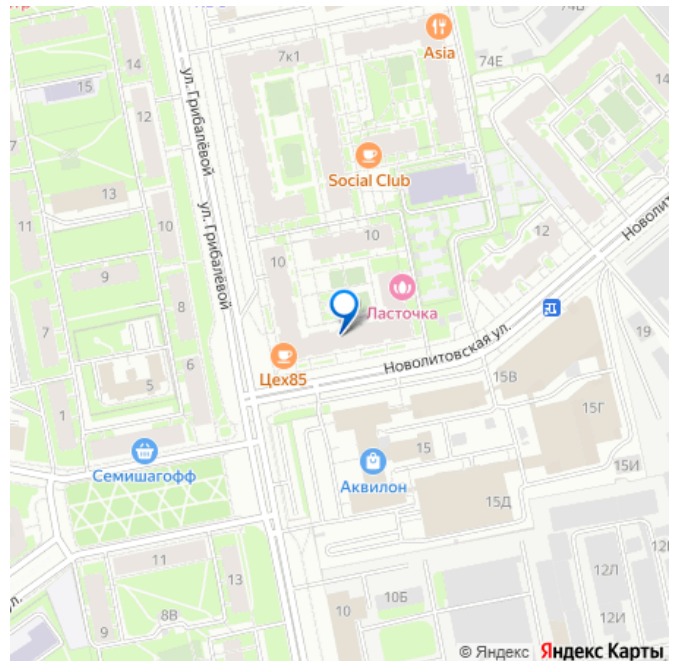 7к1
Asia
74Е
14
15
12
ул. Грибалёвой
Social Club
7
13
11
10
ул. Грибалёвой
10
12
Новолит
10
9
Ласточка
8
7
19
6
Новолитовская ул.
Цех85
5
15В
1
15Г
15
Семишагофф
15И
Аквилон
15Д
11
12Л
13
10Б
10
8В
12И
9
© Яндекс Яндекс Карты